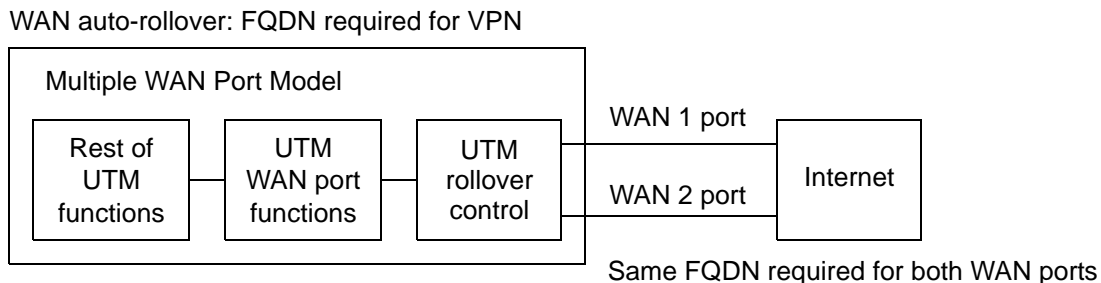 WAN auto-rollover: FQDN required for VPN
Multiple WAN Port Model
Rest of
UTM
functions
UTM
WAN port
functions
UTM
rollover
control
WAN 1 port
WAN 2 port
Internet
Same FQDN required for both WAN ports